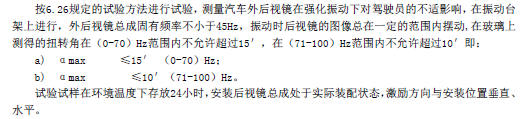 按6.26规定的试验方法进行试验，测量汽车外后视镜在强振动下对驾驶员的不适影响，在振动台
架上进行，外后视镜总成固有频率不小于45Hz，振动时后视镜的图像总在一定的范围内摆动，在玻璃上
测得的扭转角在（0-70）Hz范围内不允许超过15′，在（71-100）Hz范围内不允许超过10′即：
a) αmax ≤15′（0-70）Hz；
b) αmax ≤10′（71-100）Hz。
试验试样在环境温度下存放24小时，安装后视镜总成处于实际装配状态，激励方向与安装位置垂直、
水平。